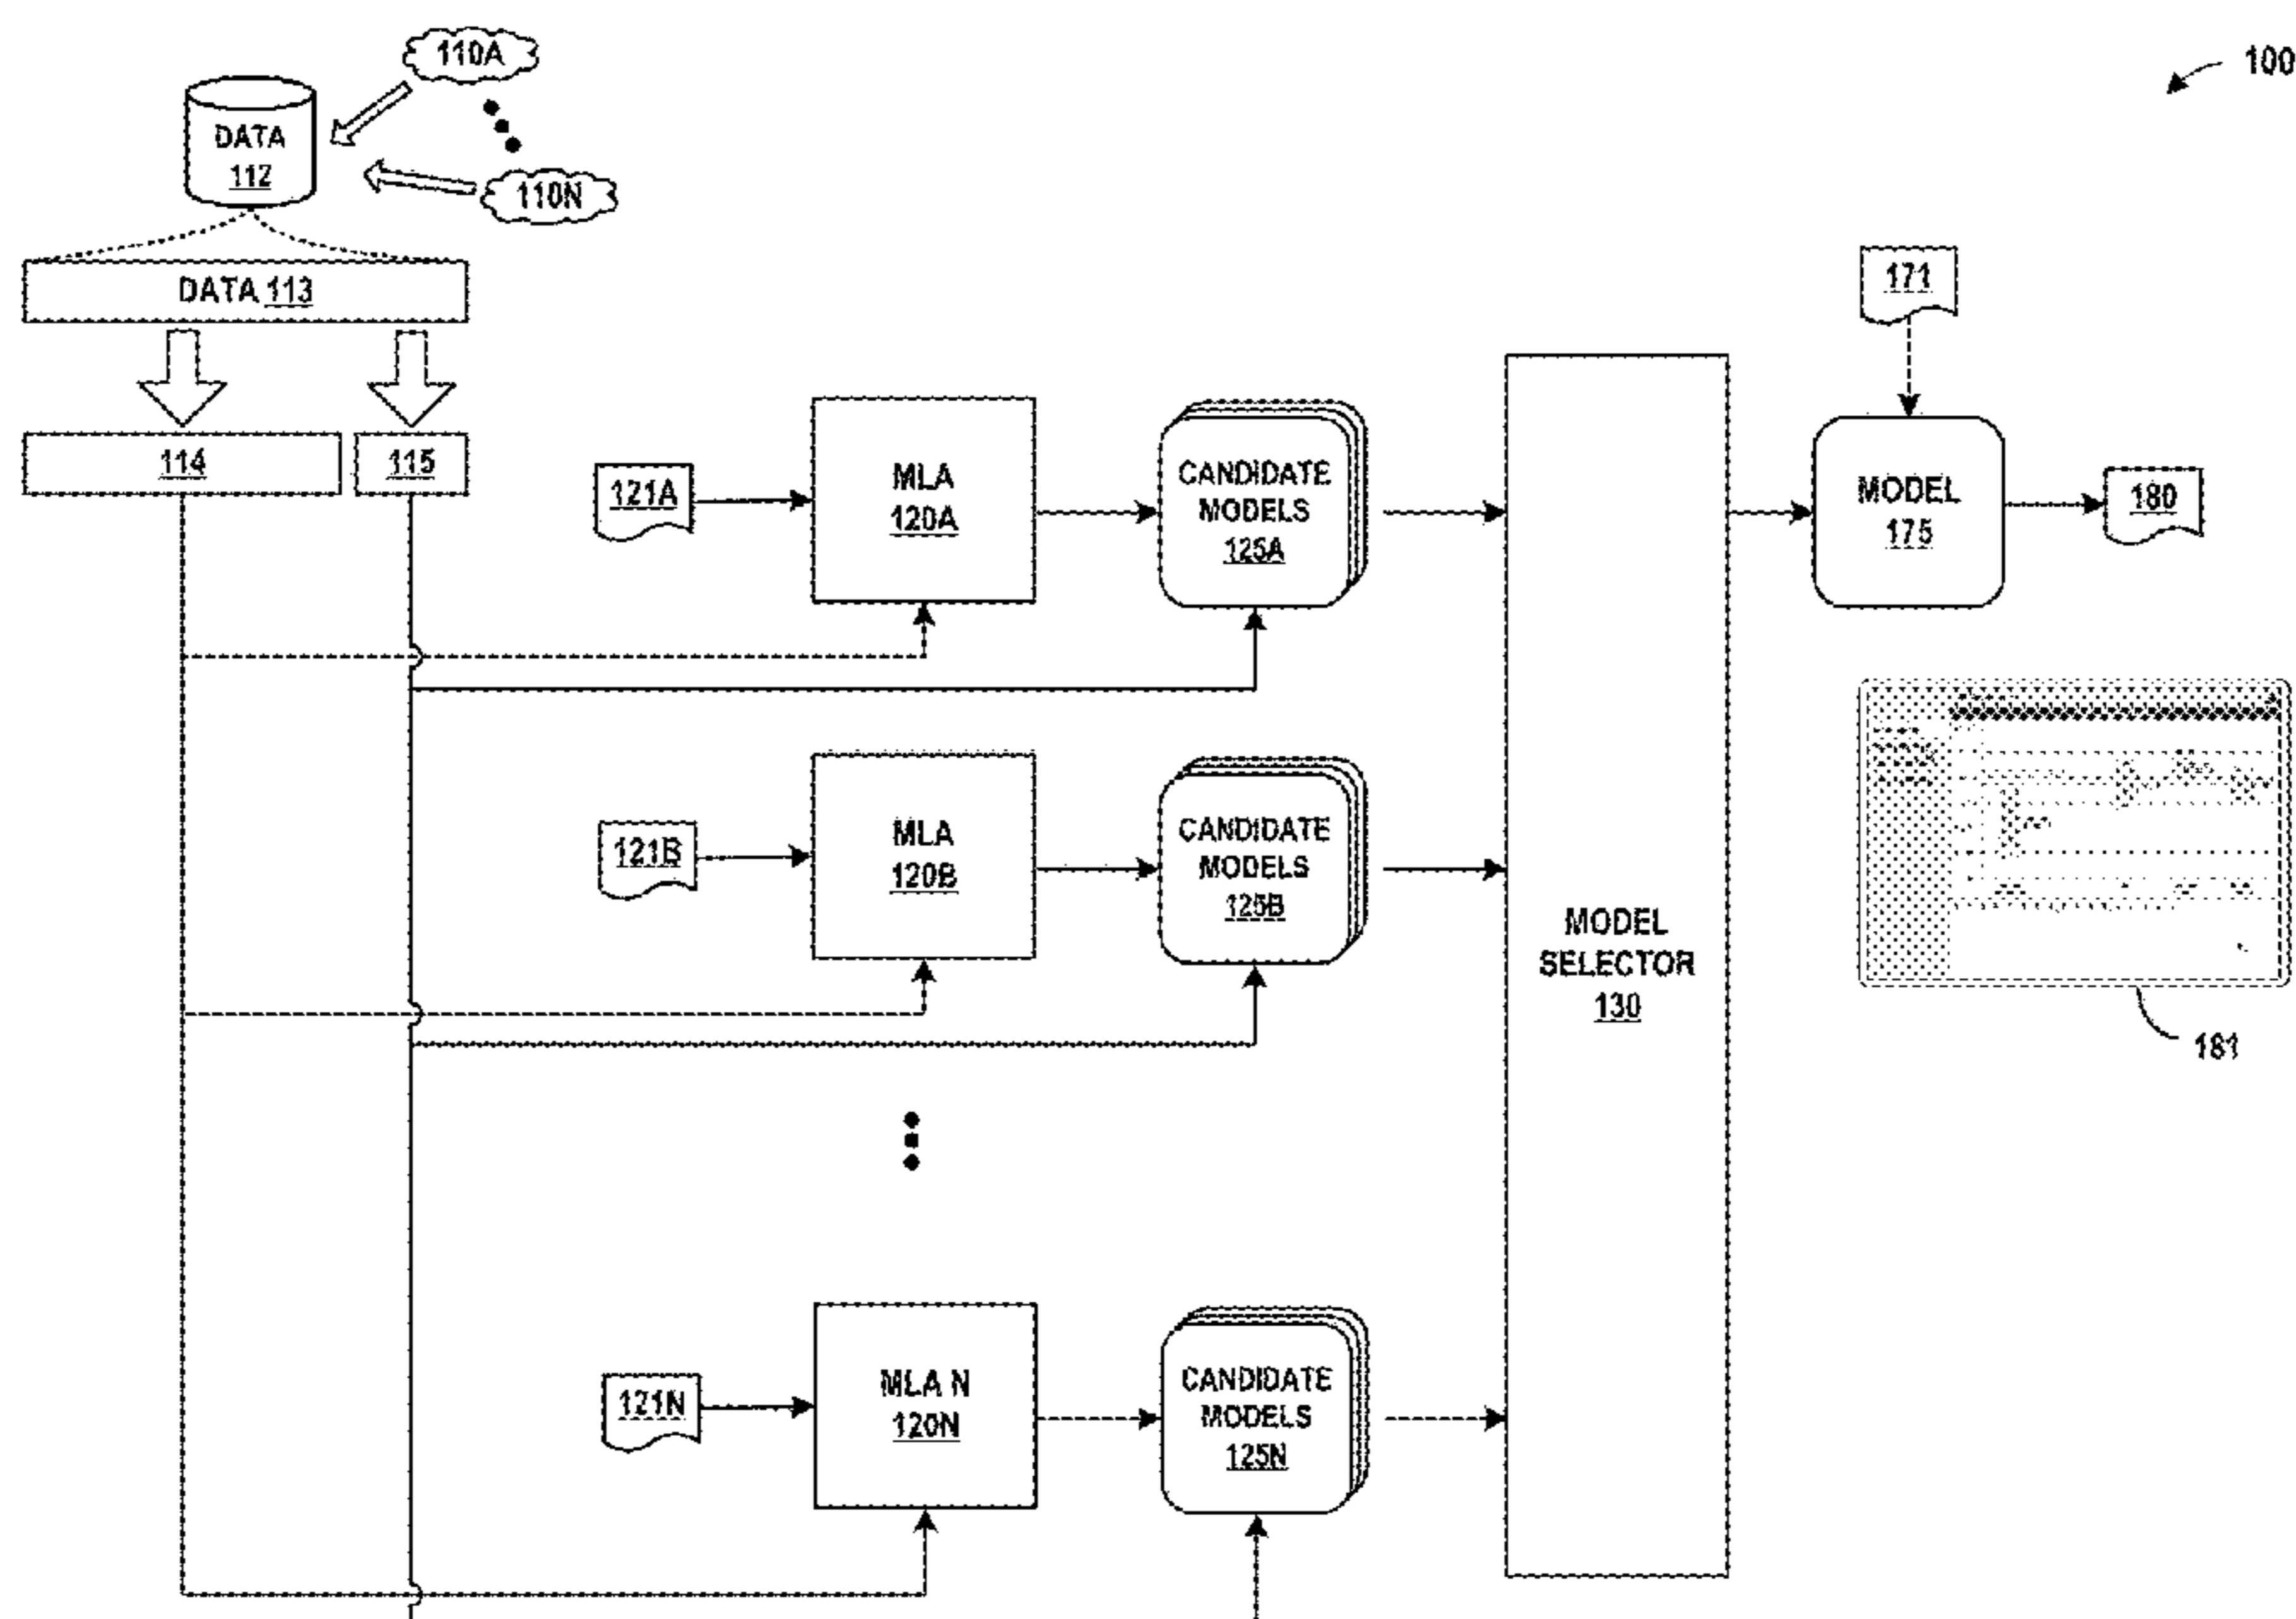 100
110A
DATA
112
110N
DATA 113
171
114
115
121A
MLA
120A
CANDIDATE
MODELS
125A
MODEL
175
180
121B
MLA
120B
CANDIDATE
MODELS
125B
MODEL
SELECTOR
130
181
121N
MLA N
120N
CANDIDATE
MODELS
125N